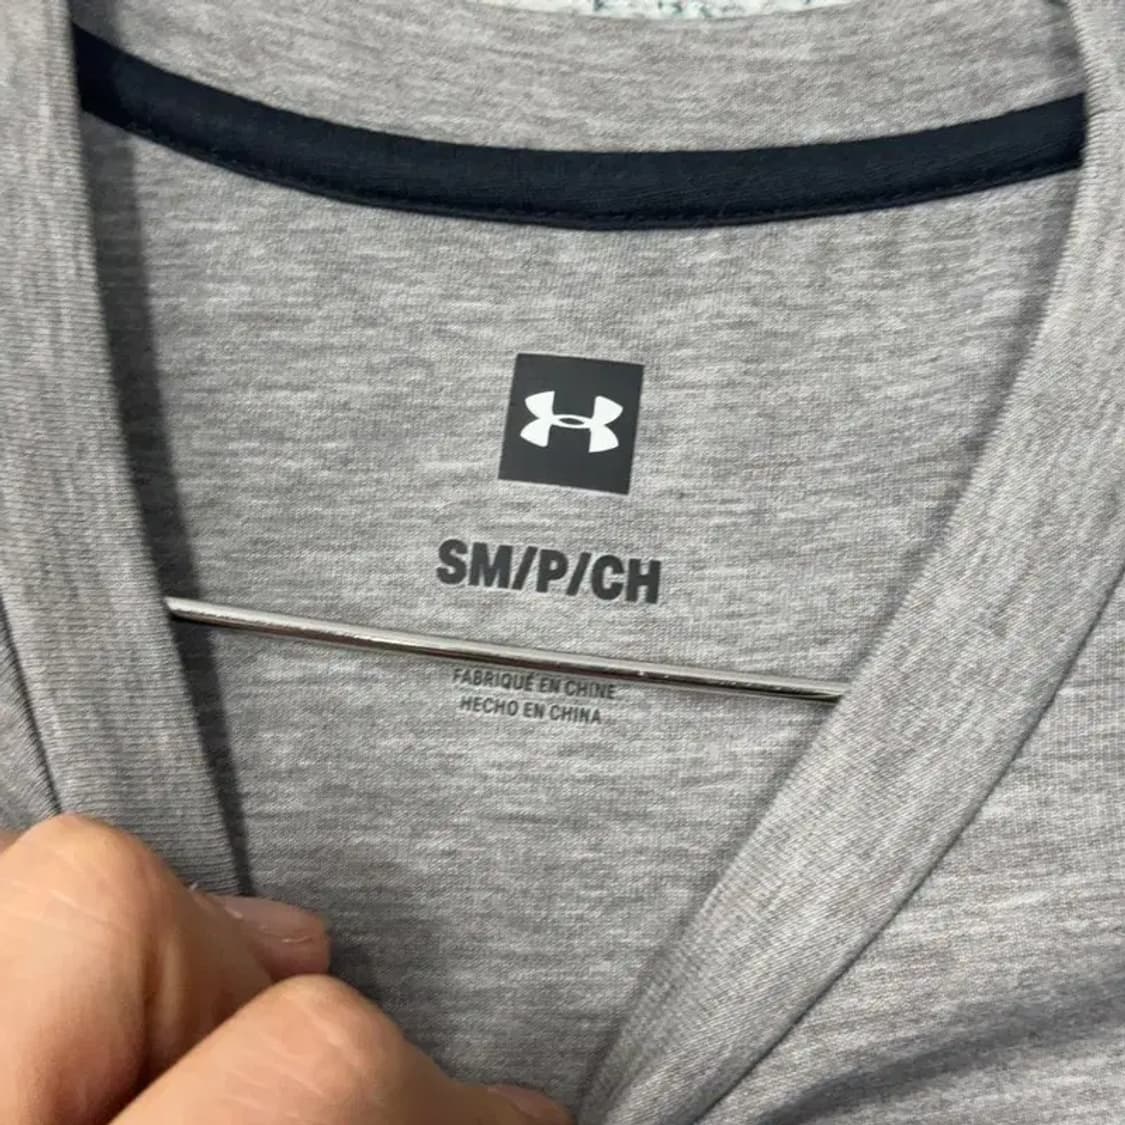 SM/P/CH
FABRIQUÉ EN CHINE
HECHO EN CHINA